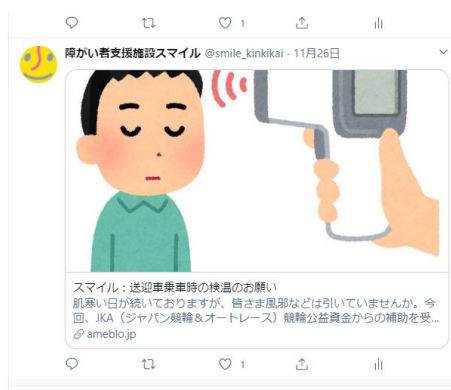 1
障がい者支援施設スマイル @smile_kinkikai · 11月26日
スマイル：送迎車乗車時の検温のお願い
肌寒い日が続いておりますが、皆さま風邪などは引いていませんか。今
回、JKA（ジャパン競輪＆オートレース）競輪公益資金からの補助を受...
ameblo.jp
1